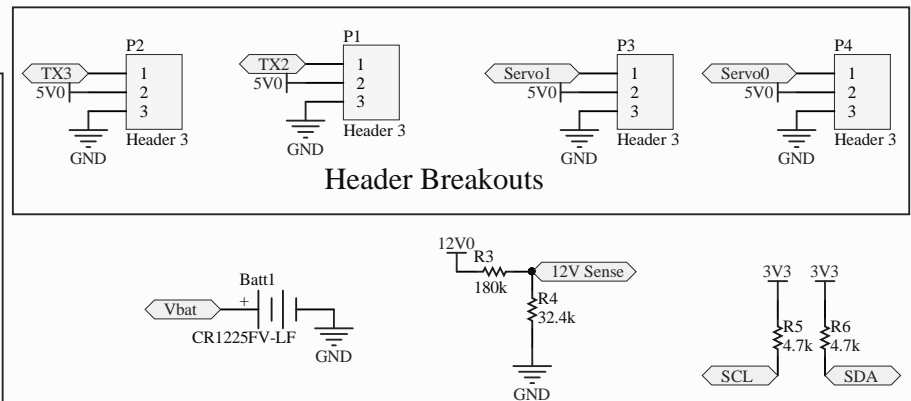 P2
TX3
1
5V0
2
3
GND
Header 3
P1
TX2
1
5V0
2
3
GND
Header 3
P3
Servo1
1
5V0
2
3
GND
Header 3
P4
Servo0
1
5V0
2
3
GND
Header 3
Header Breakouts
Batt1
Vbat
+
CR1225FV-LF
GND
12V0
R3
180k
12V Sense
R4
32.4k
GND
3V3
R5
4.7k
SCL
3V3
R6
4.7k
SDA